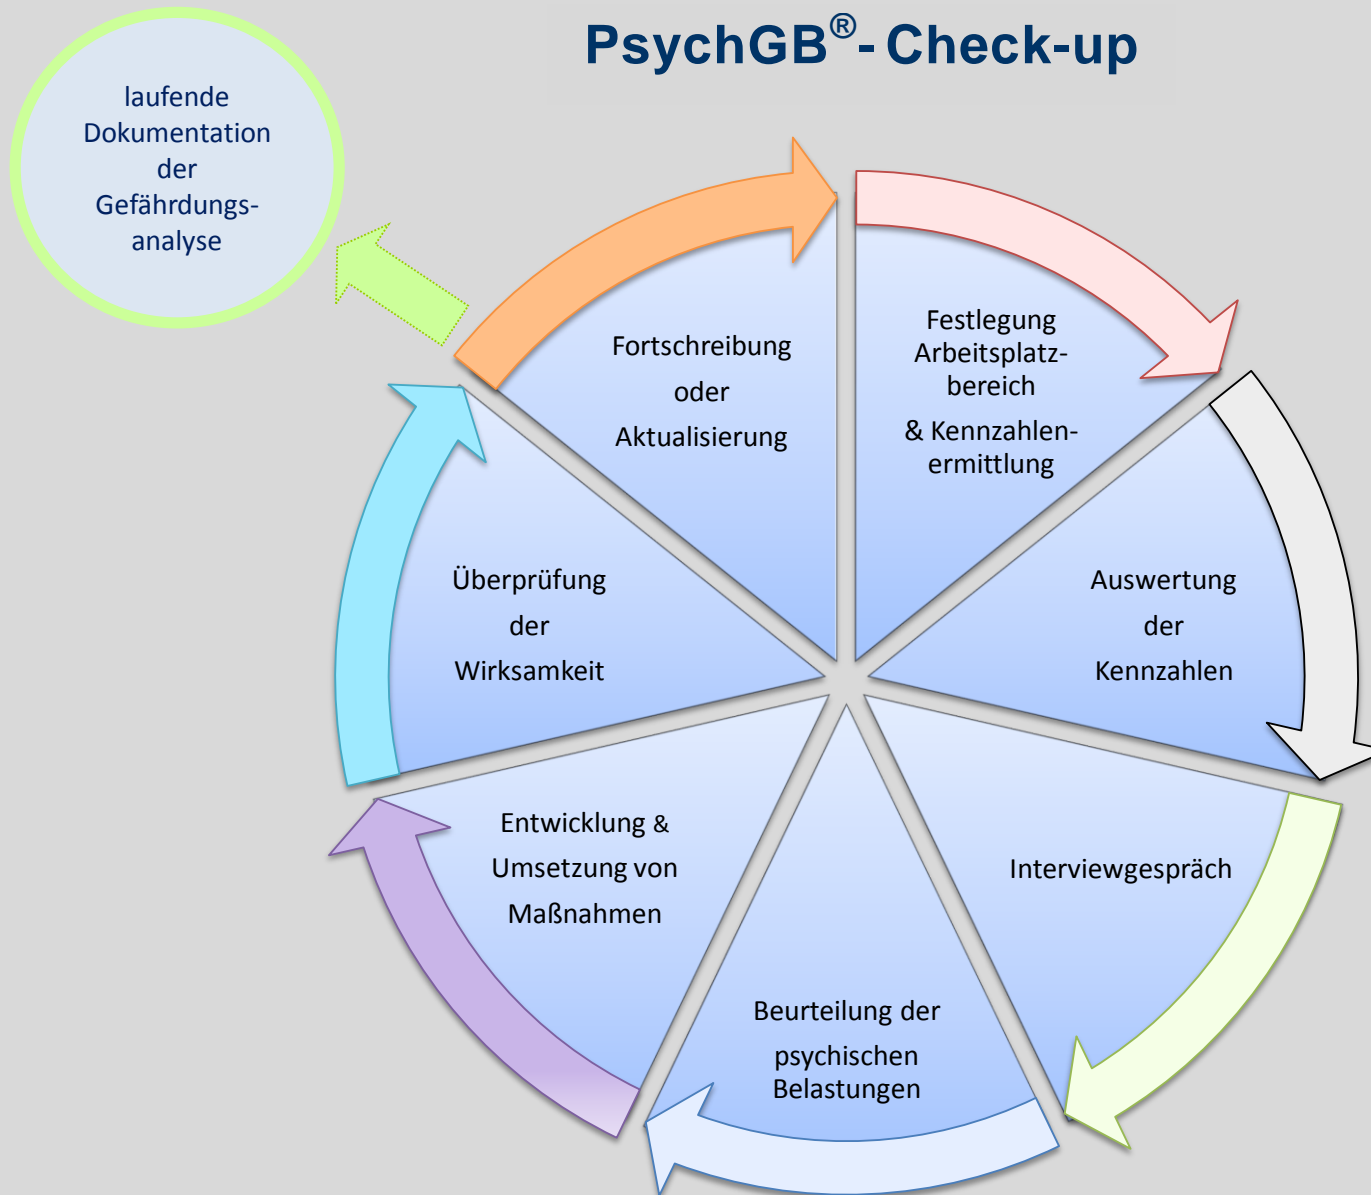 PsychGB®- Check-up
laufende
Dokumentation
der
Gefährdungs-
analyse
Festlegung
Arbeitsplatz-
bereich
& Kennzahlen-
ermittlung
Auswertung
der
Kennzahlen
Interviewgespräch
Beurteilung der
psychischen
Belastungen
Entwicklung &
Umsetzung von
Maßnahmen
Überprüfung
der
Wirksamkeit
Fortschreibung
oder
Aktualisierung